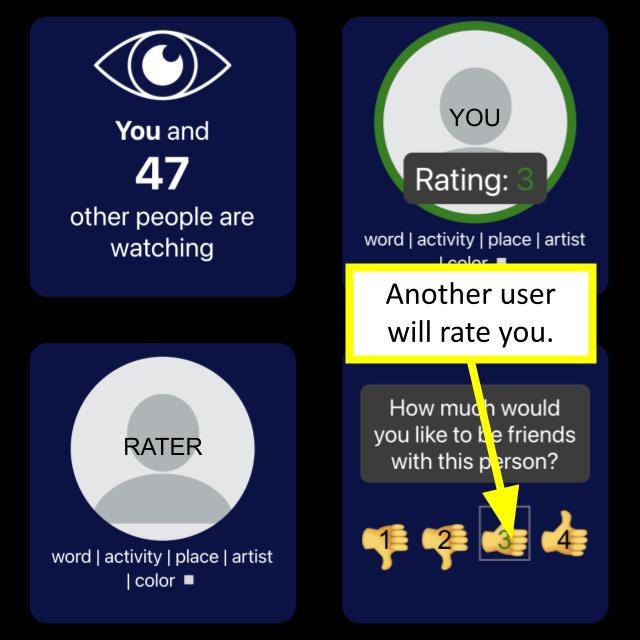 You and
47
other people are
watching
YOU
Rating: 3
word | activity | place | artist
| color
Another user
will rate you.
RATER
word | activity | place | artist
| color
How much would
you like to be friends
with this person?
1 2 3 4